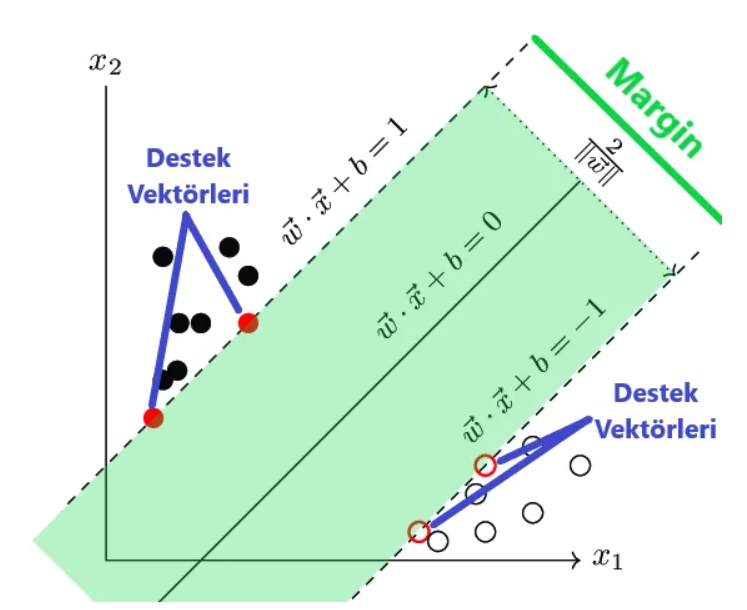 x₂
Margin
Destek
Vektörleri
w⃗ · x⃗ + b = 1
2/‖w⃗‖
w⃗ · x⃗ + b = 0
w⃗ · x⃗ + b = −1
Destek
Vektörleri
x₁